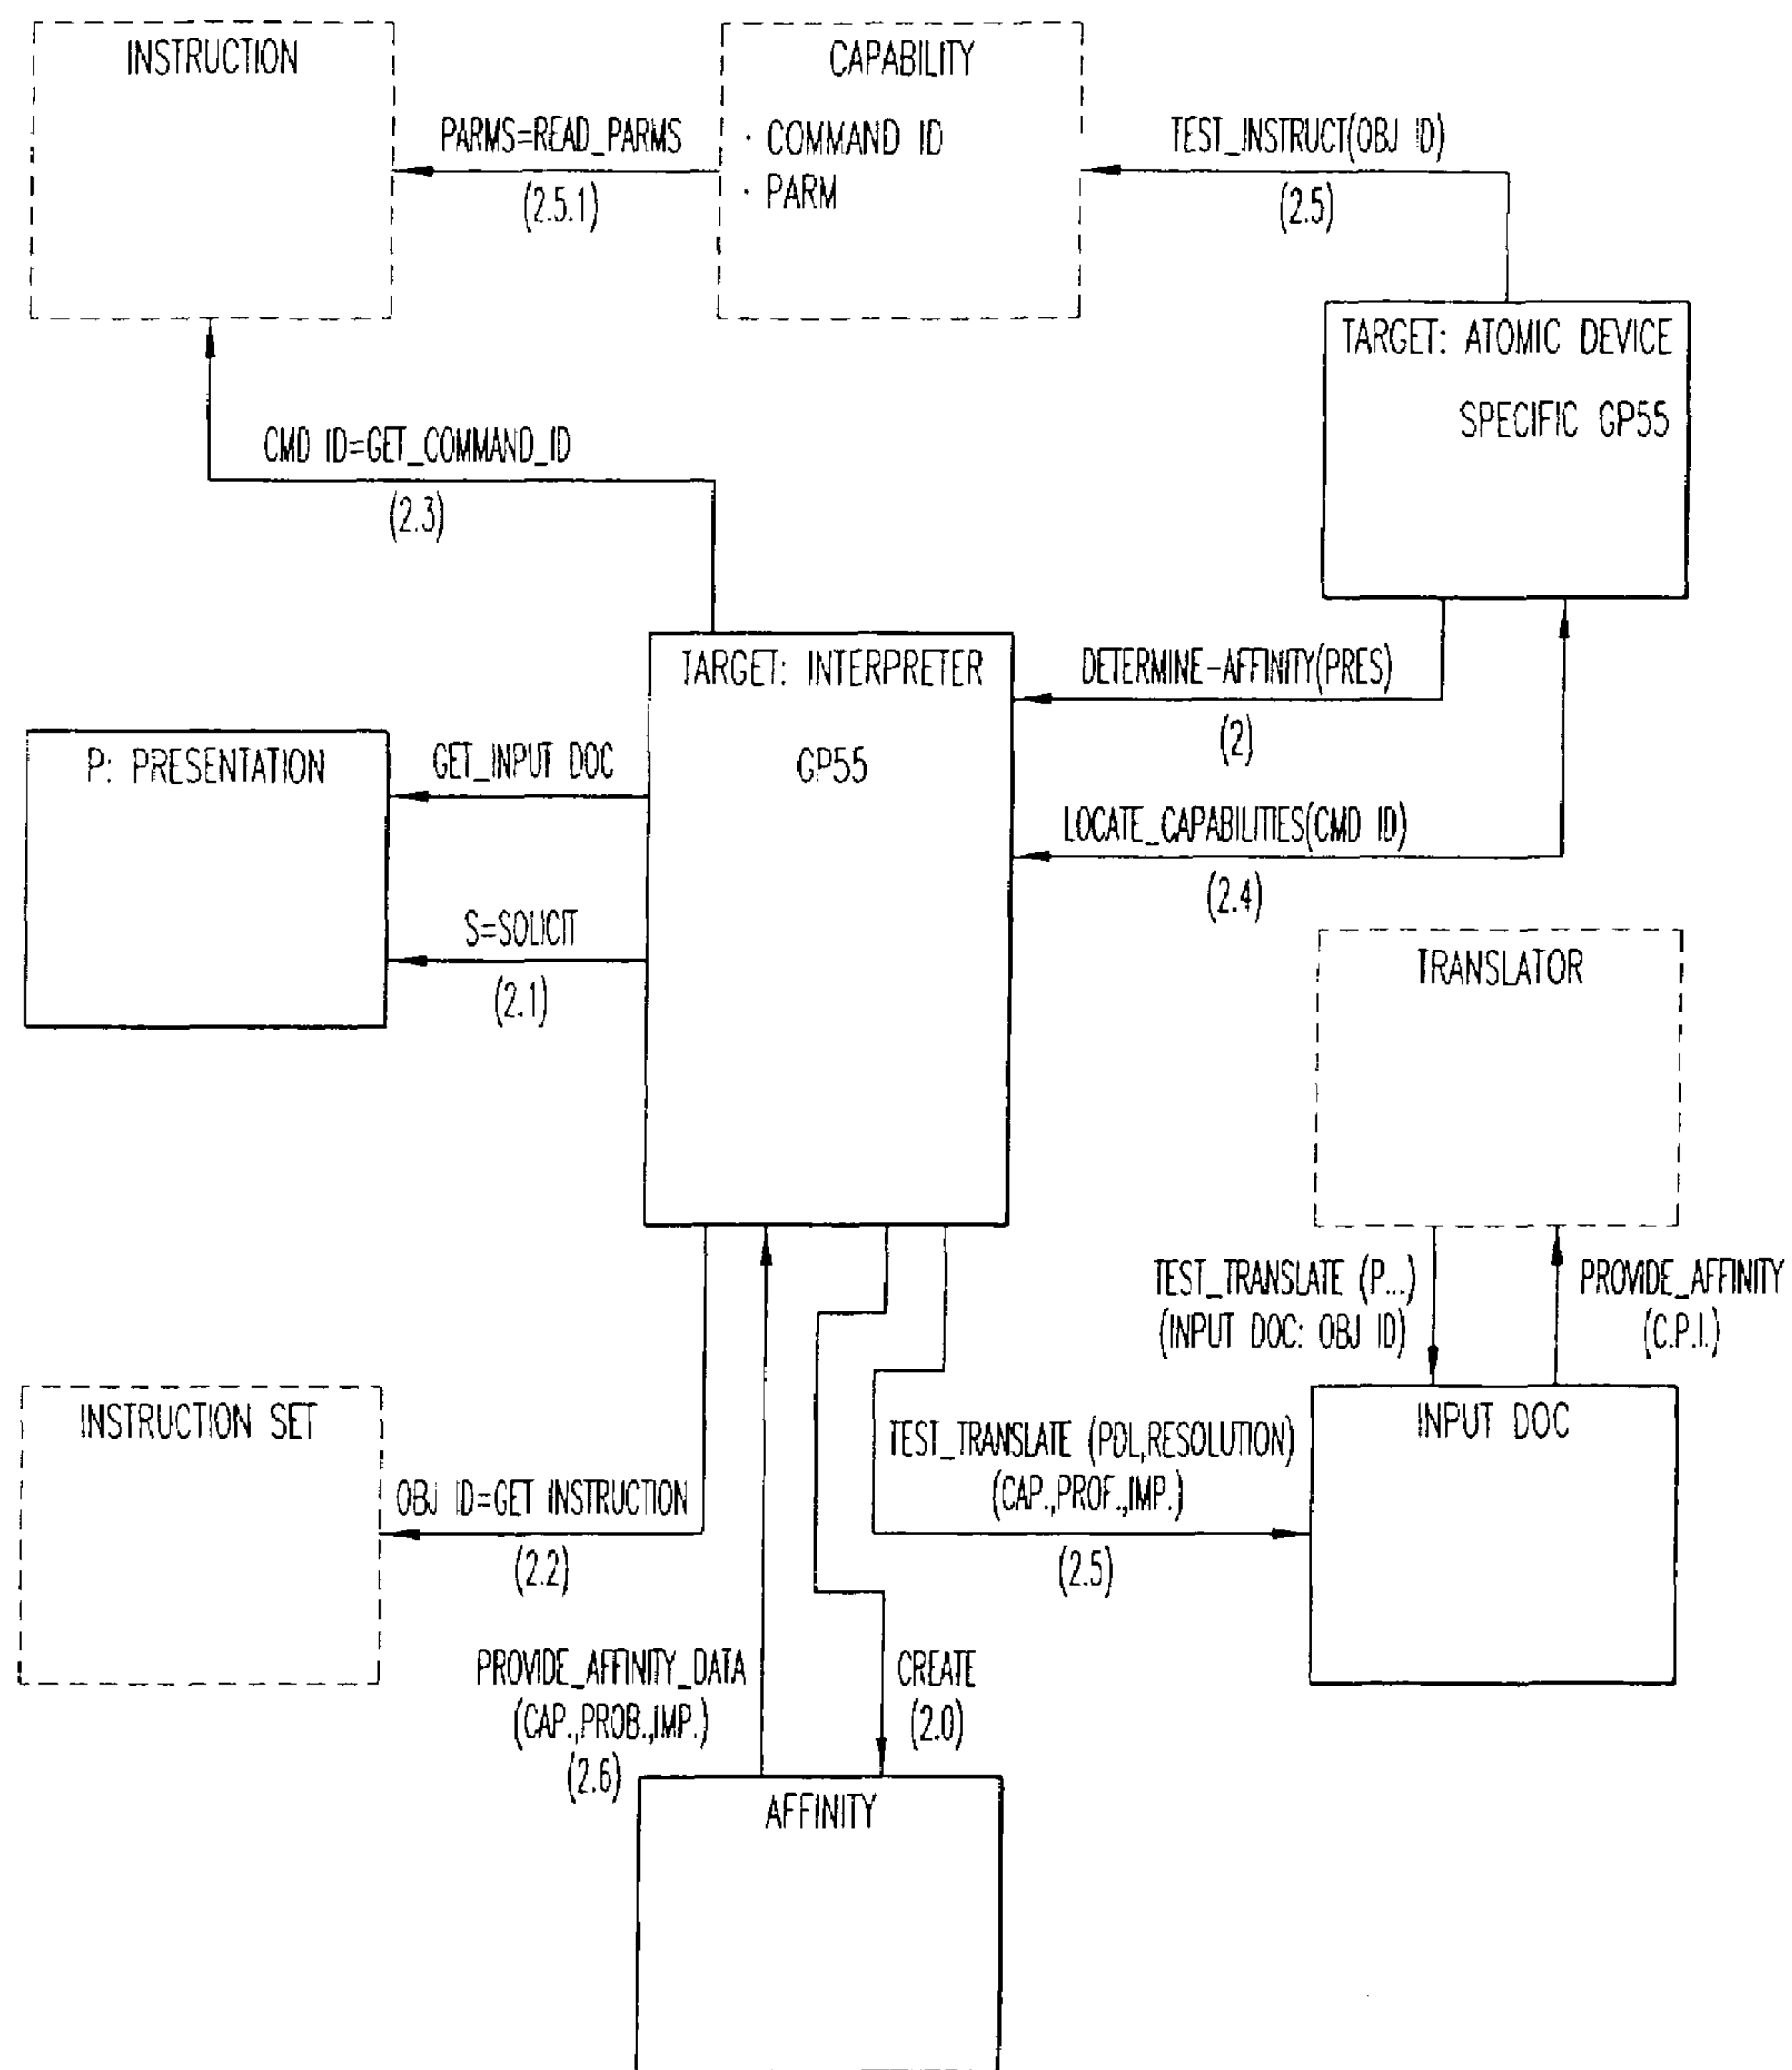 INSTRUCTION
CAPABILITY
· COMMAND ID
· PARM
PARMS=READ_PARMS
(2.5.1)
TEST_INSTRUCT(OBJ ID)
(2.5)
TARGET: ATOMIC DEVICE
SPECIFIC GP55
CMD ID=GET_COMMAND_ID
(2.3)
TARGET: INTERPRETER
GP55
DETERMINE-AFFINITY(PRES)
(2)
P: PRESENTATION
GET_INPUT DOC
LOCATE_CAPABILITIES(CMD ID)
(2.4)
S=SOLICIT
(2.1)
TRANSLATOR
TEST_TRANSLATE (P...)
(INPUT DOC: OBJ ID)
PROVIDE_AFFINITY
(C.P.I.)
INSTRUCTION SET
INPUT DOC
OBJ ID=GET INSTRUCTION
(2.2)
TEST_TRANSLATE (PDL,RESOLUTION)
(CAP.,PROF.,IMP.)
(2.5)
PROVIDE_AFFINITY_DATA
(CAP.,PROB.,IMP.)
(2.6)
CREATE
(2.0)
AFFINITY